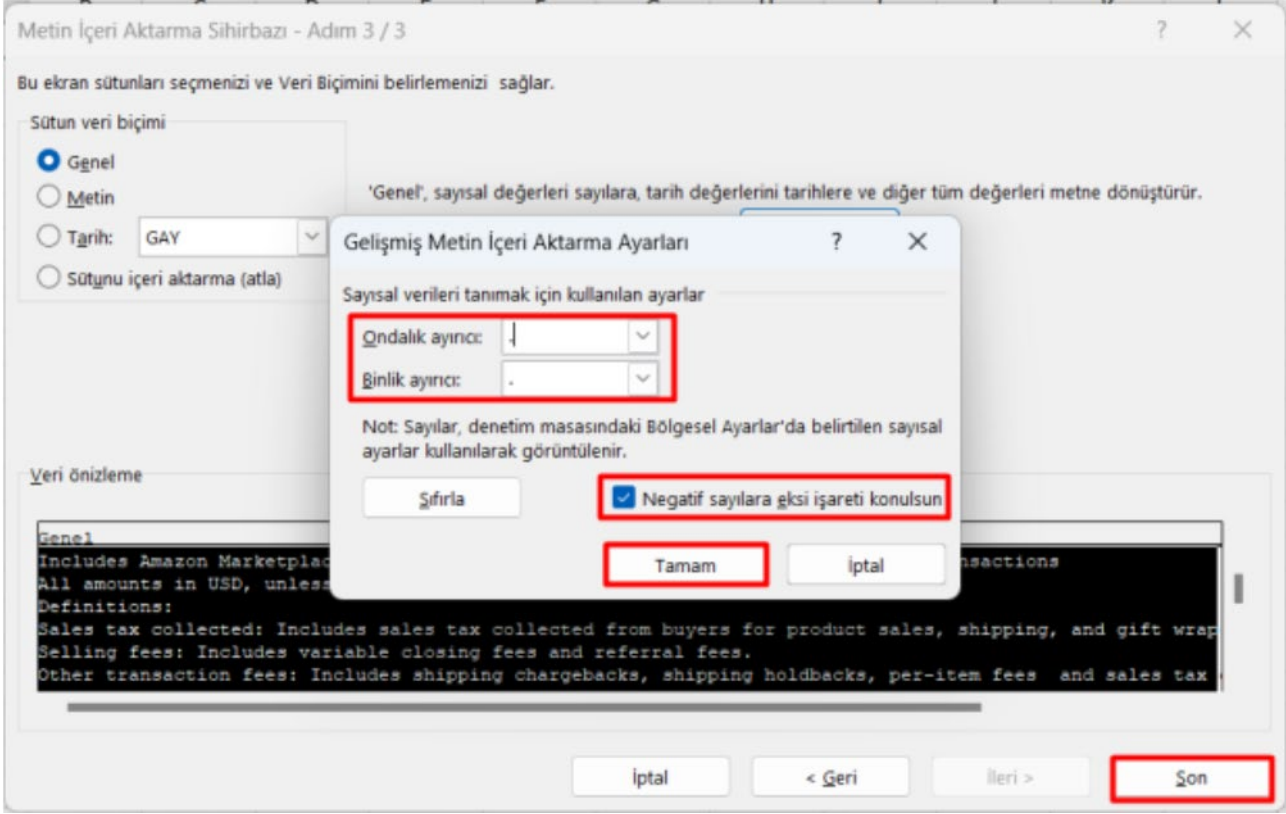 Metin İçeri Aktarma Sihirbazı - Adım 3 / 3
?
Bu ekran sütunları seçmenizi ve Veri Biçimini belirlemenizi sağlar.
Sütun veri biçimi
Genel
Metin
Tarih: GAY
Sütunu içeri aktarma (atla)
'Genel', sayısal değerleri sayılara, tarih değerlerini tarihlere ve diğer tüm değerleri metne dönüştürür.
Gelişmiş Metin İçeri Aktarma Ayarları ?
Sayısal verileri tanımak için kullanılan ayarlar
Ondalık ayırıcı: .
Binlik ayırıcı: .
Not: Sayılar, denetim masasındaki Bölgesel Ayarlar'da belirtilen sayısal
ayarlar kullanılarak görüntülenir.
Sıfırla
Negatif sayılara eksi işareti konulsun
Tamam
İptal
Veri önizleme
Genel
Includes Amazon Marketplac nsactions
All amounts in USD, unless
Definitions:
Sales tax collected: Includes sales tax collected from buyers for product sales, shipping, and gift wrap
Selling fees: Includes variable closing fees and referral fees.
Other transaction fees: Includes shipping chargebacks, shipping holdbacks, per-item fees and sales tax
İptal
< Geri
İleri >
Son